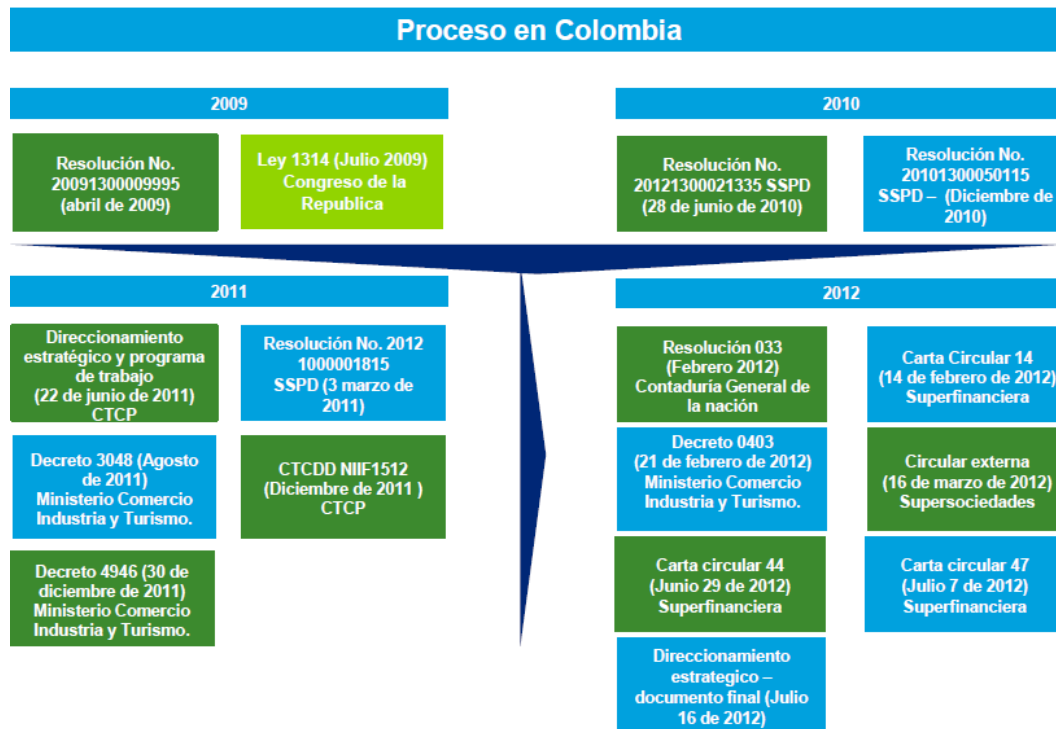 Proceso en Colombia
2009
Resolución No.
20091300009995
(abril de 2009)
Ley 1314 (Julio 2009)
Congreso de la
Republica
2010
Resolución No.
20121300021335 SSPD
(28 de junio de 2010)
Resolución No.
20101300050115
SSPD – (Diciembre de
2010)
2011
Direccionamiento
estratégico y programa
de trabajo
(22 de junio de 2011)
CTCP
Resolución No. 2012
1000001815
SSPD (3 marzo de
2011)
Decreto 3048 (Agosto
de 2011)
Ministerio Comercio
Industria y Turismo.
CTCDD NIIF1512
(Diciembre de 2011 )
CTCP
Decreto 4946 (30 de
diciembre de 2011)
Ministerio Comercio
Industria y Turismo.
2012
Resolución 033
(Febrero 2012)
Contaduría General de
la nación
Carta Circular 14
(14 de febrero de 2012)
Superfinanciera
Decreto 0403
(21 de febrero de 2012)
Ministerio Comercio
Industria y Turismo.
Circular externa
(16 de marzo de 2012)
Supersociedades
Carta circular 44
(Junio 29 de 2012)
Superfinanciera
Carta circular 47
(Julio 7 de 2012)
Superfinanciera
Direccionamiento
estrategico –
documento final (Julio
16 de 2012)